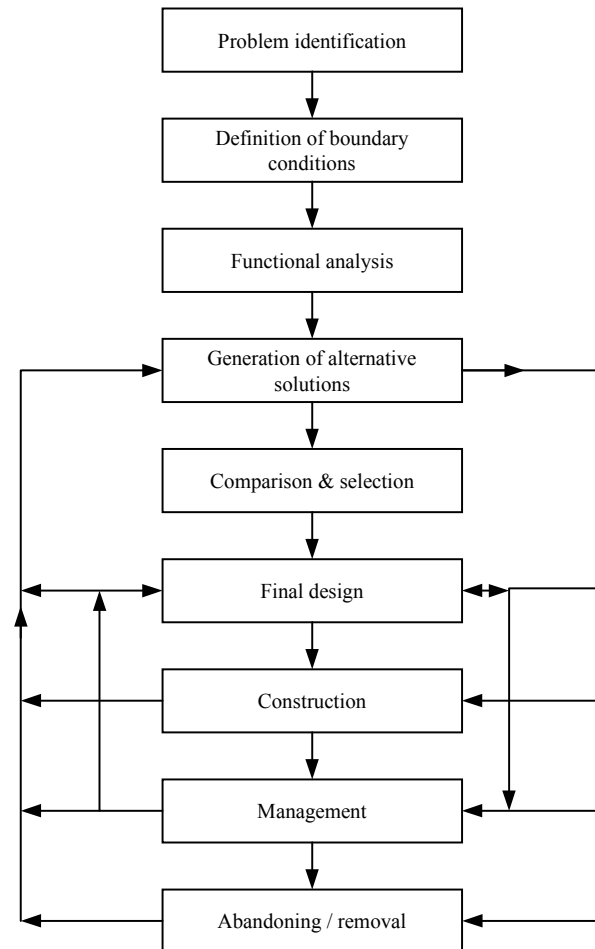 Problem identification
Definition of boundary
conditions
Functional analysis
Generation of alternative
solutions
Comparison & selection
Final design
Construction
Management
Abandoning / removal